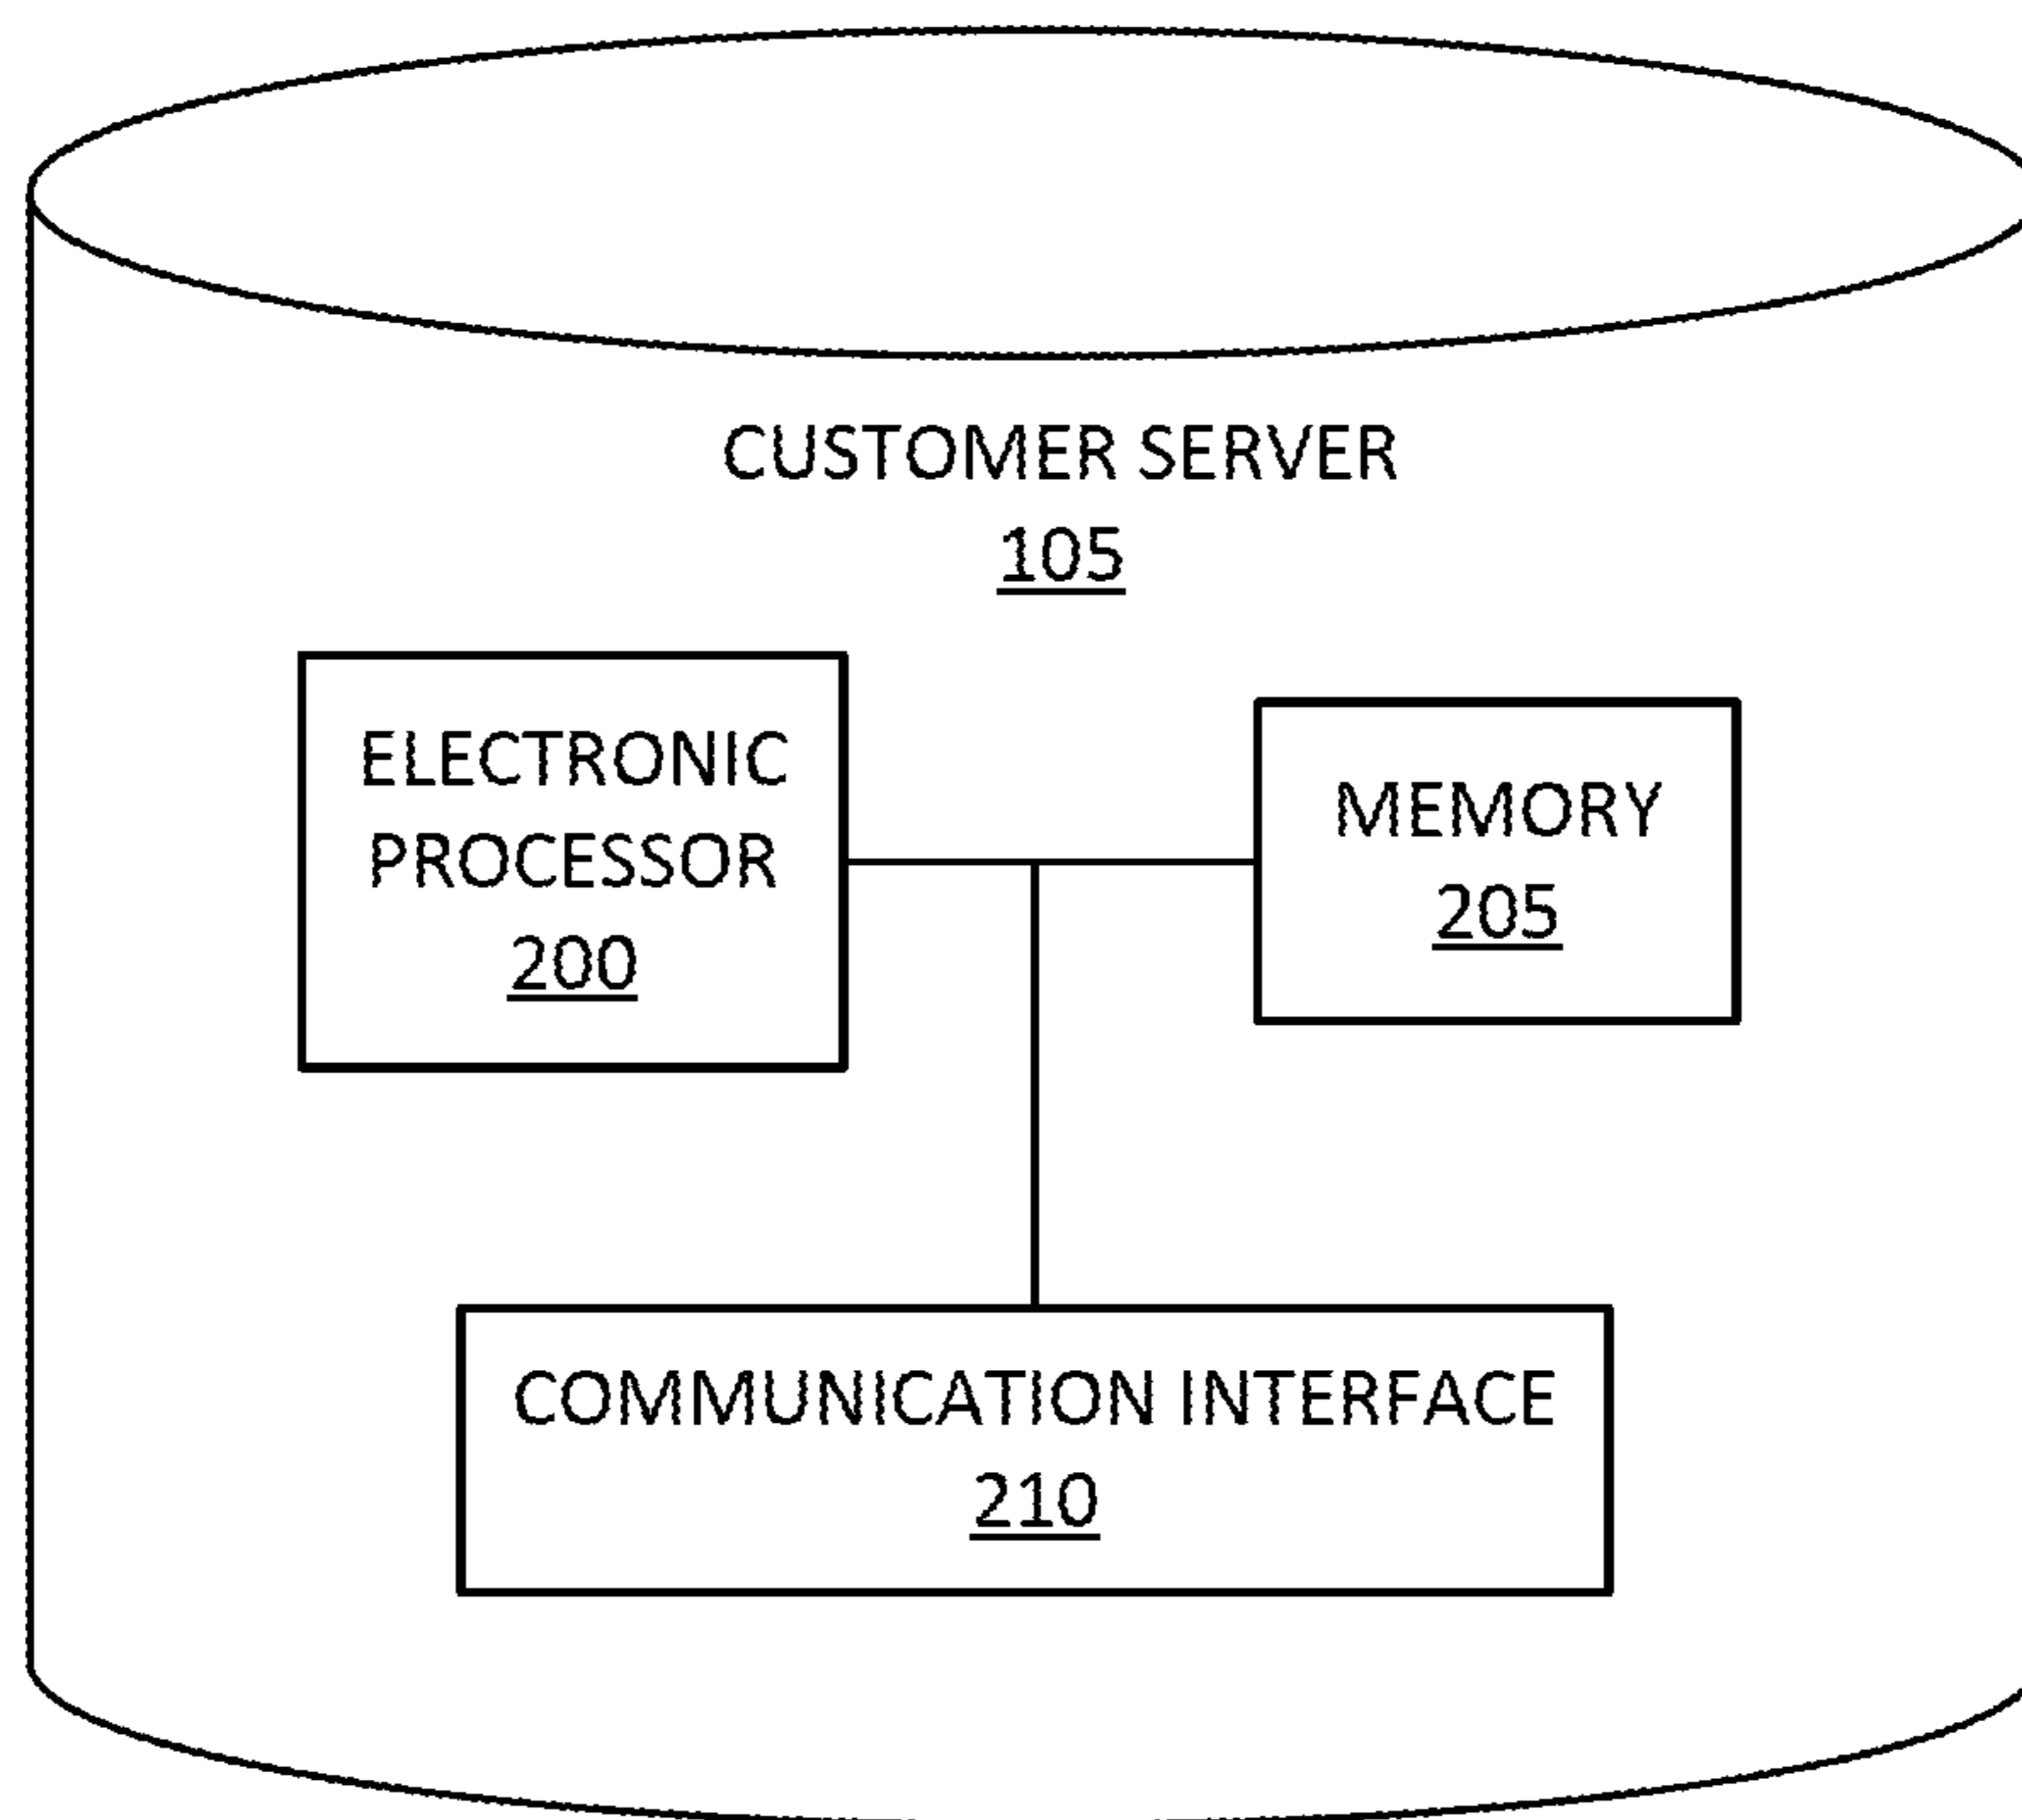 CUSTOMER SERVER
105
ELECTRONIC
PROCESSOR
200
MEMORY
205
COMMUNICATION INTERFACE
210